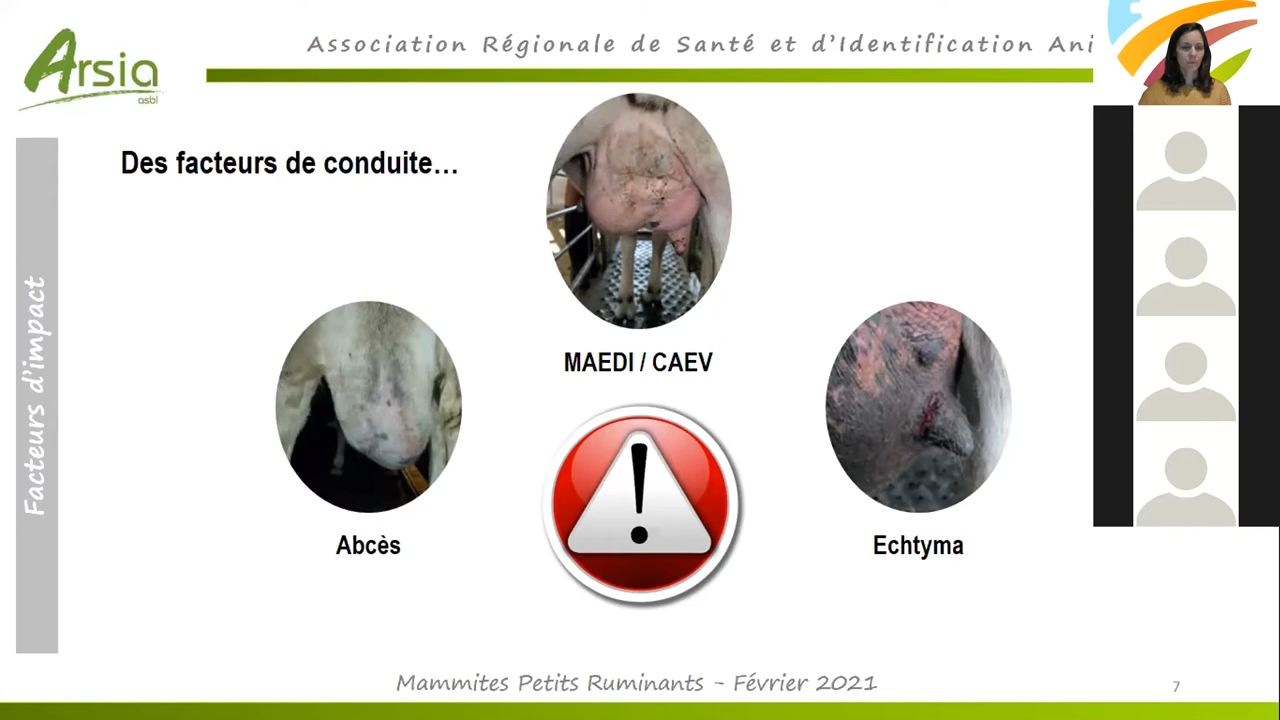 Arsia
asbl
Association Régionale de Santé et d'Identification Ani
Des facteurs de conduite…
Facteurs d'impact
MAEDI / CAEV
Abcès
Echtyma
Mammites Petits Ruminants - Février 2021
7